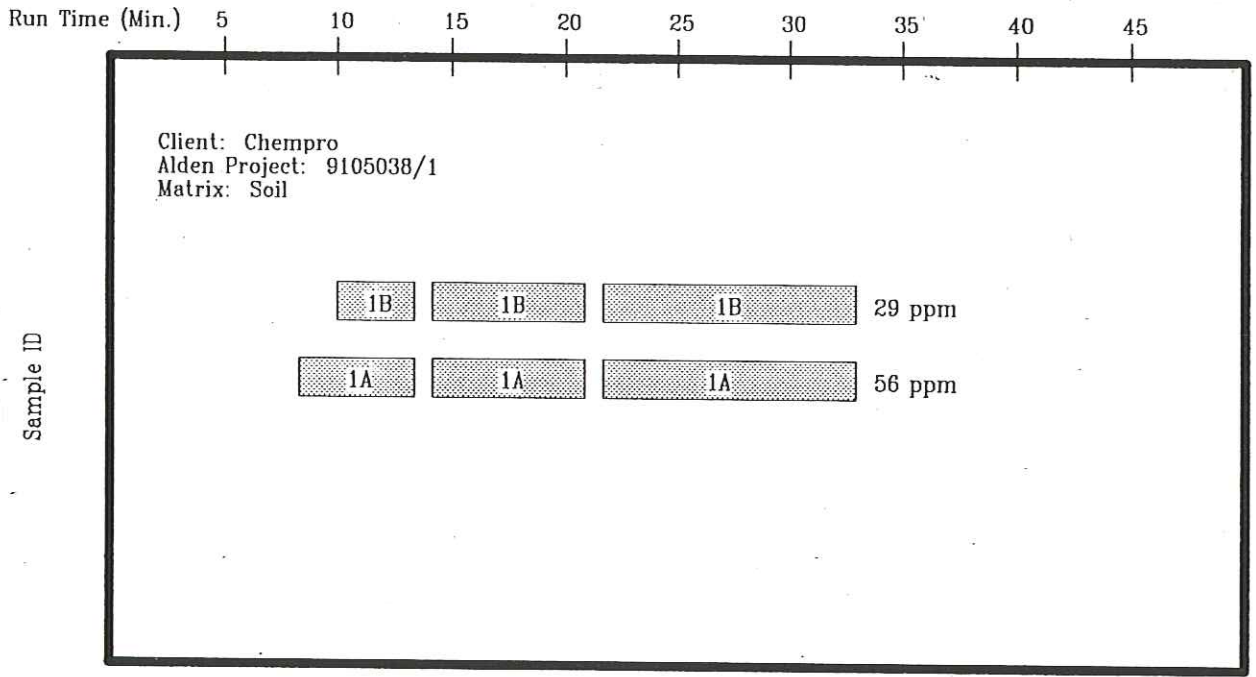 Run Time (Min.) 5 10 15 20 25 30 35 40 45
Client: Chempro
Alden Project: 9105038/1
Matrix: Soil
1B 1B 1B 29 ppm
1A 1A 1A 56 ppm
Sample ID